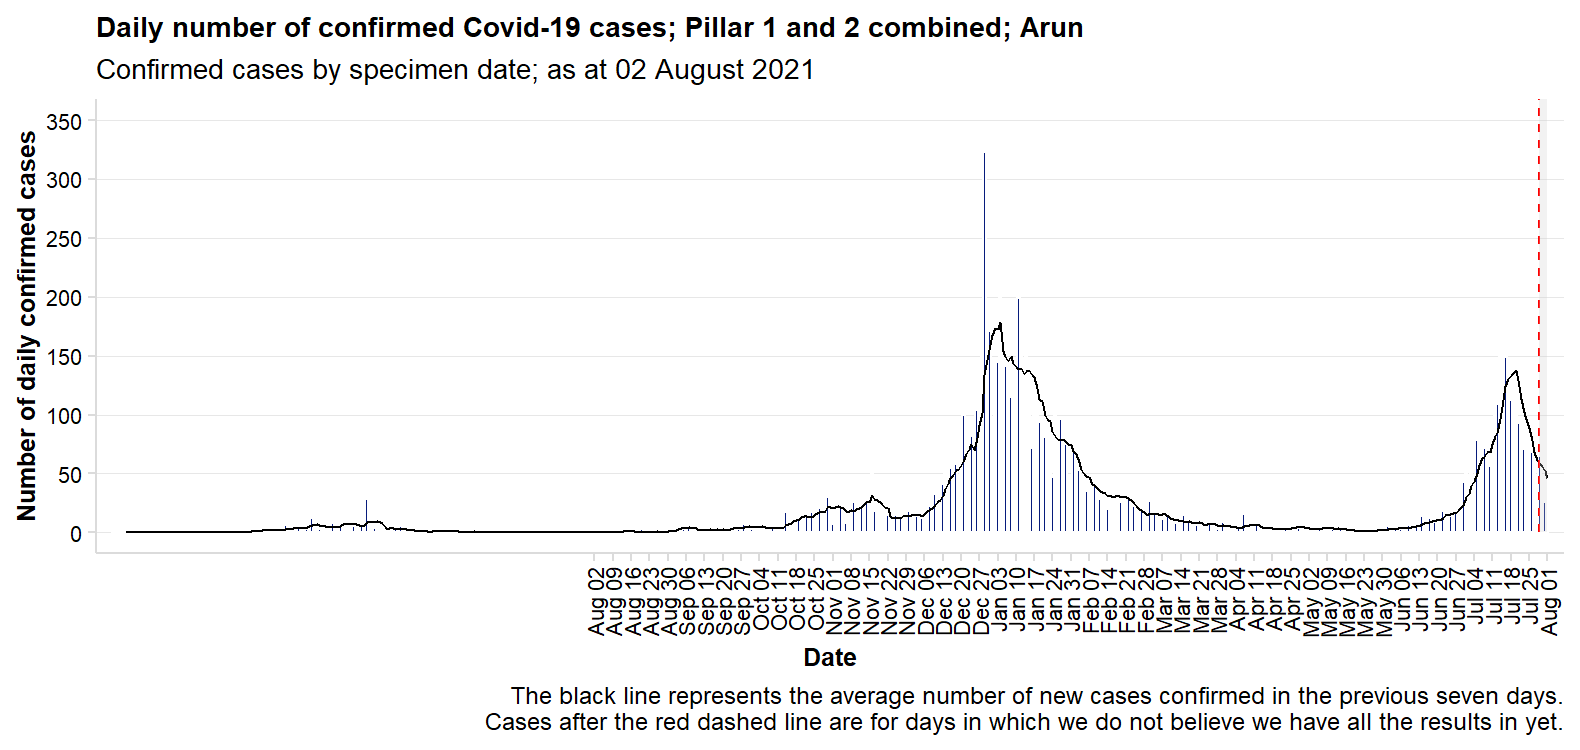 Daily number of confirmed Covid-19 cases; Pillar 1 and 2 combined; Arun
Confirmed cases by specimen date; as at 02 August 2021
Number of daily confirmed cases
350
300
250
200
150
100
50
0
Aug 02
Aug 09
Aug 16
Aug 23
Aug 30
Sep 06
Sep 13
Sep 20
Sep 27
Oct 04
Oct 11
Oct 18
Oct 25
Nov 01
Nov 08
Nov 15
Nov 22
Nov 29
Dec 06
Dec 13
Dec 20
Dec 27
Jan 03
Jan 10
Jan 17
Jan 24
Jan 31
Feb 07
Feb 14
Feb 21
Feb 28
Mar 07
Mar 14
Mar 21
Mar 28
Apr 04
Apr 11
Apr 18
Apr 25
May 02
May 09
May 16
May 23
May 30
Jun 06
Jun 13
Jun 20
Jun 27
Jul 04
Jul 11
Jul 18
Jul 25
Aug 01
Date
The black line represents the average number of new cases confirmed in the previous seven days.
Cases after the red dashed line are for days in which we do not believe we have all the results in yet.